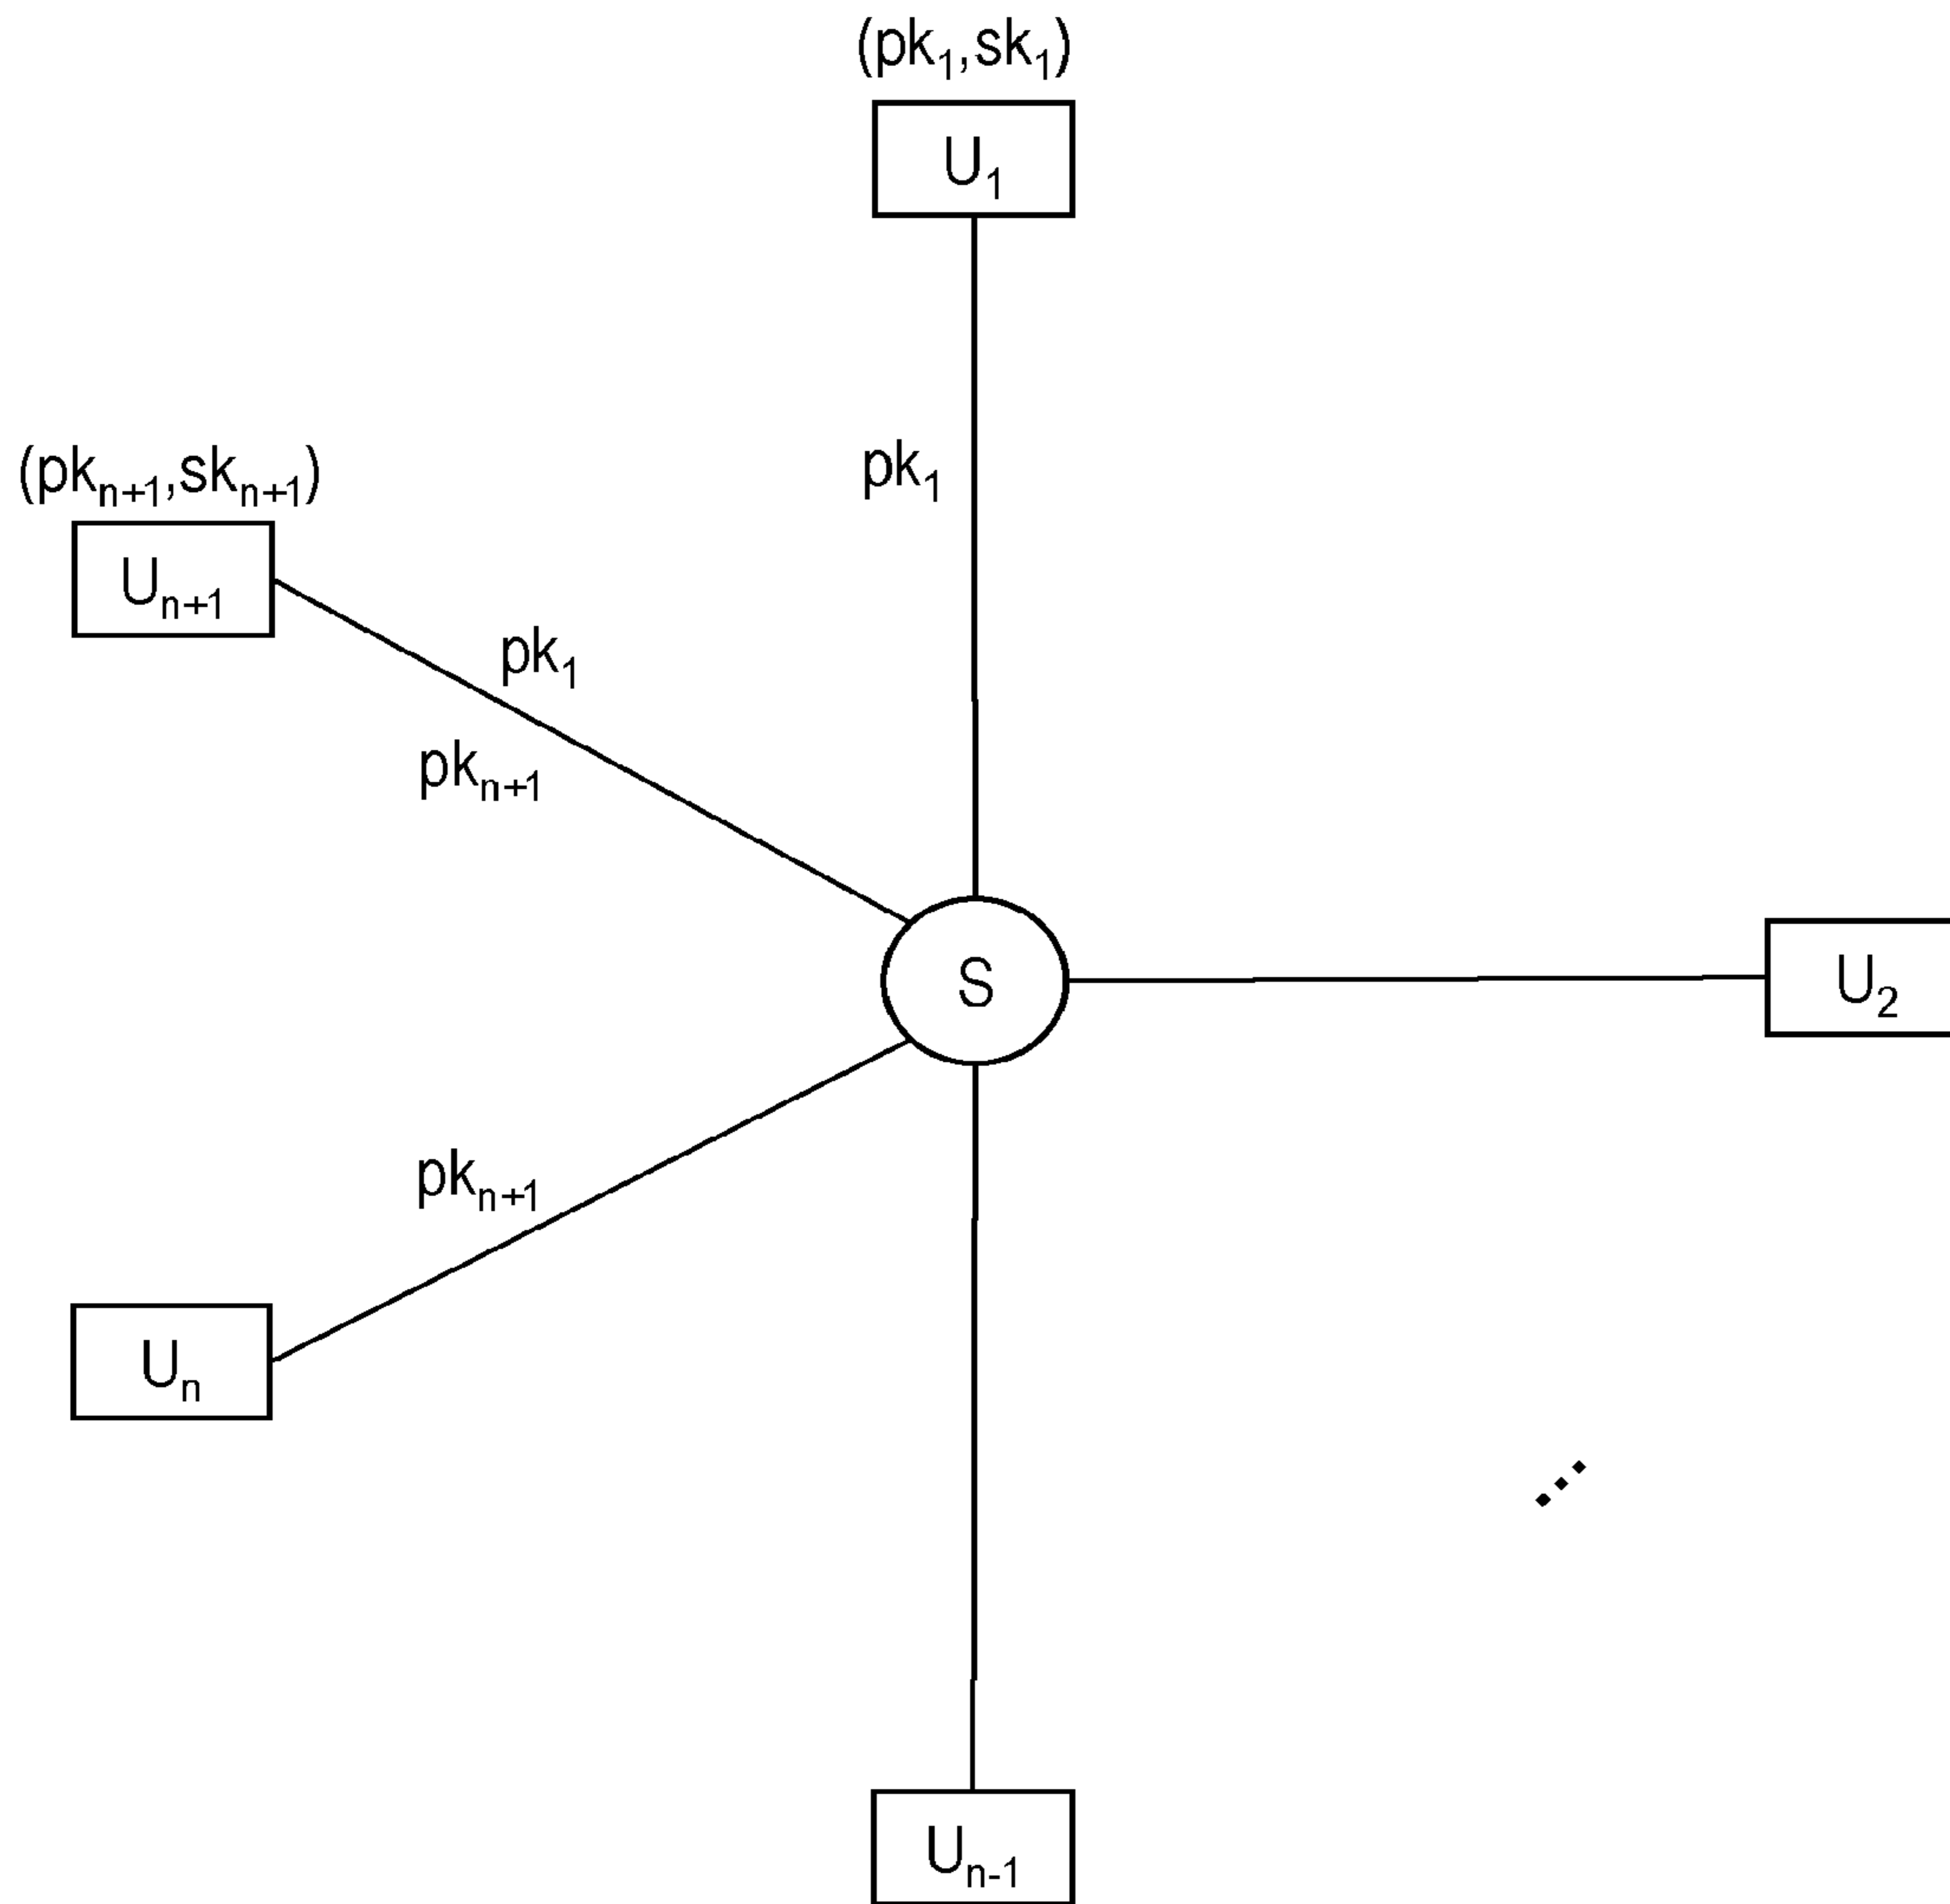 (pk₁,sk₁)
U₁
pk₁
(pkₙ₊₁,skₙ₊₁)
Uₙ₊₁
pk₁
pkₙ₊₁
S
U₂
pkₙ₊₁
Uₙ
Uₙ₋₁